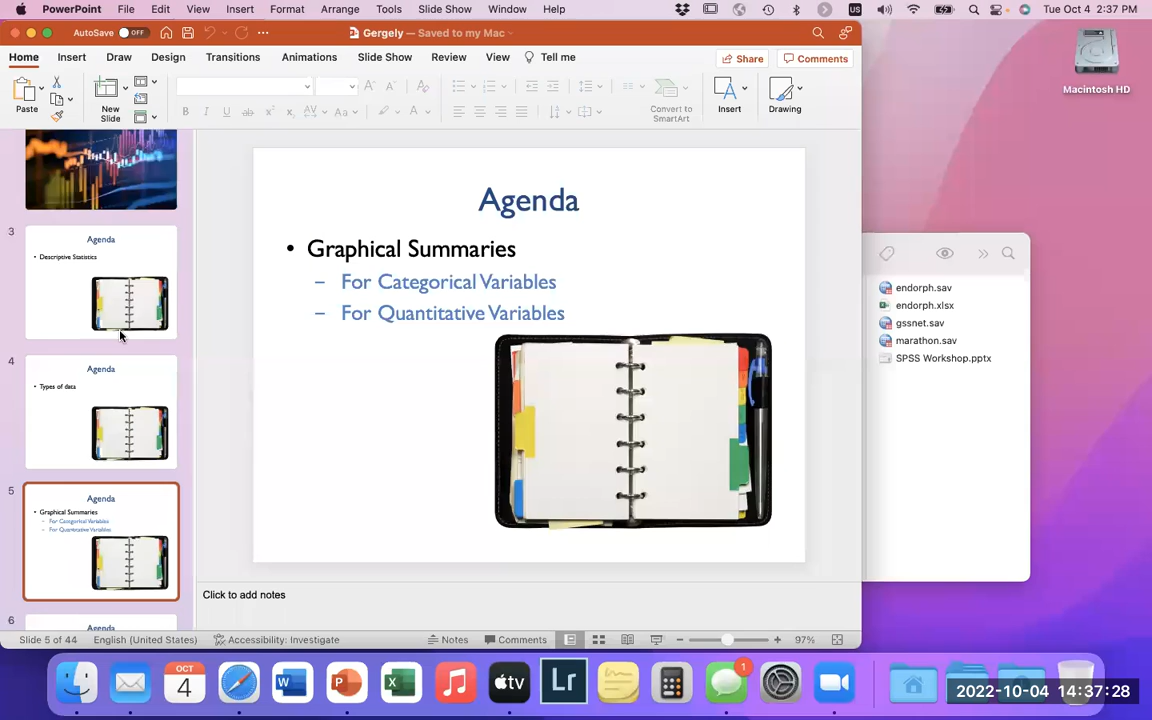 PowerPoint File Edit View Insert Format Arrange Tools Slide Show Window Help US Tue Oct 4 2:37 PM
AutoSave OFF Gergely — Saved to my Mac
Home Insert Draw Design Transitions Animations Slide Show Review View Tell me Share Comments
Paste New Slide Convert to SmartArt Insert Drawing
Macintosh HD
3
Agenda
• Descriptive Statistics
4
Agenda
• Types of data
5
Agenda
• Graphical Summaries
– For Categorical Variables
– For Quantitative Variables
6
Agenda
Agenda
• Graphical Summaries
– For Categorical Variables
– For Quantitative Variables
Click to add notes
endorph.sav
endorph.xlsx
gssnet.sav
marathon.sav
SPSS Workshop.pptx
Slide 5 of 44 English (United States) Accessibility: Investigate Notes Comments 97%
OCT
4
W
P
X
tv
Lr
1
2022-10-04 14:37:28